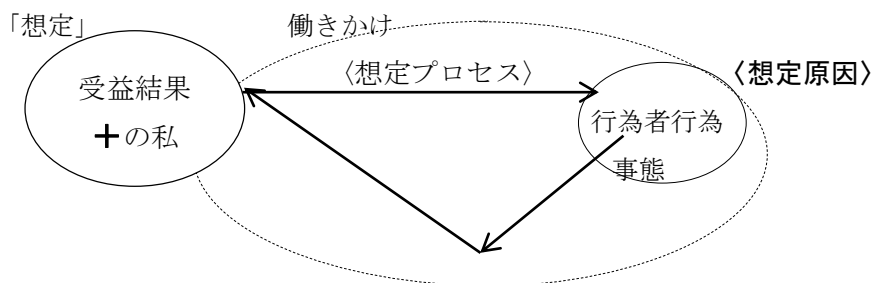 「想定」
働きかけ
〈想定プロセス〉
〈想定原因〉
受益結果
＋の私
行為者行為
事態